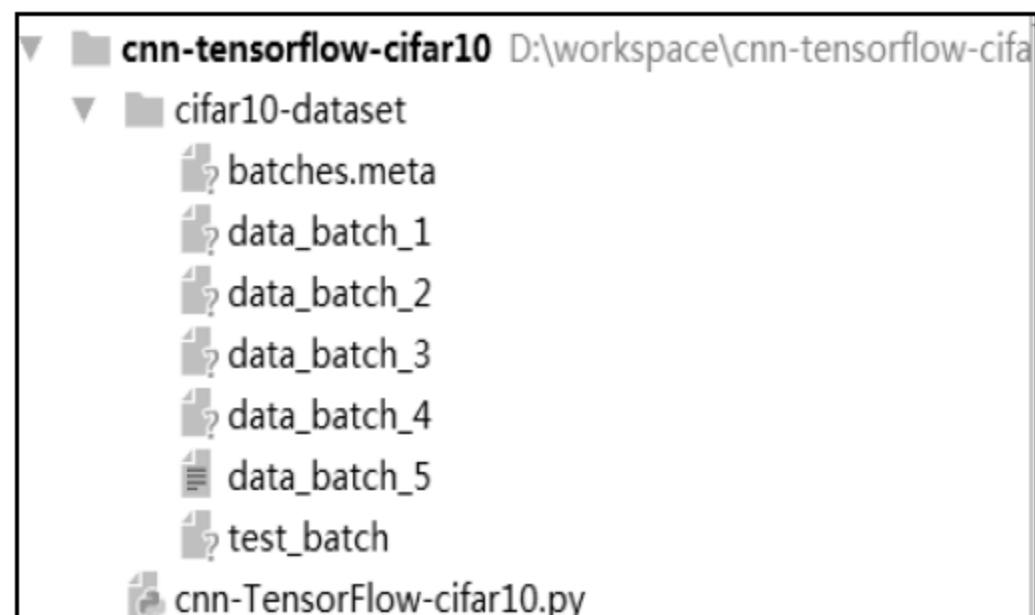 cnn-tensorflow-cifar10 D:\workspace\cnn-tensorflow-cifa
cifar10-dataset
batches.meta
data_batch_1
data_batch_2
data_batch_3
data_batch_4
data_batch_5
test_batch
cnn-TensorFlow-cifar10.py